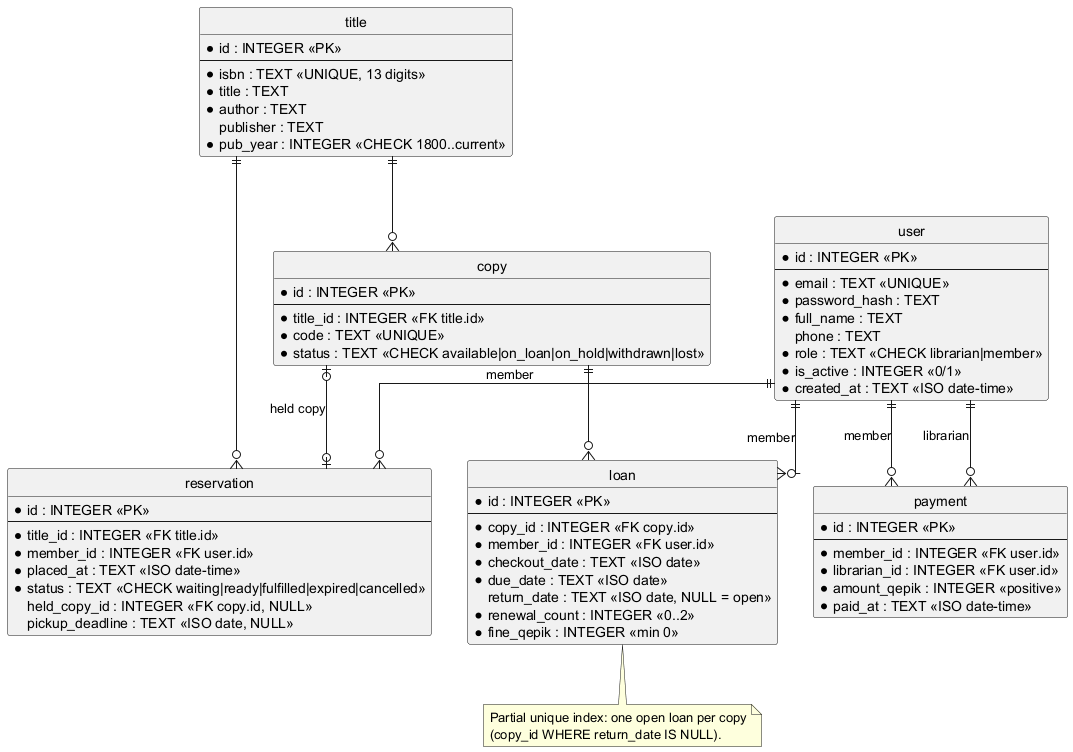 title
id : INTEGER «PK»
isbn : TEXT «UNIQUE, 13 digits»
title : TEXT
author : TEXT
publisher : TEXT
pub_year : INTEGER «CHECK 1800..current»
copy
id : INTEGER «PK»
title_id : INTEGER «FK title.id»
code : TEXT «UNIQUE»
status : TEXT «CHECK available|on_loan|on_hold|withdrawn|lost»
user
id : INTEGER «PK»
email : TEXT «UNIQUE»
password_hash : TEXT
full_name : TEXT
phone : TEXT
role : TEXT «CHECK librarian|member»
is_active : INTEGER «0/1»
created_at : TEXT «ISO date-time»
member
held copy
member
member
librarian
reservation
id : INTEGER «PK»
title_id : INTEGER «FK title.id»
member_id : INTEGER «FK user.id»
placed_at : TEXT «ISO date-time»
status : TEXT «CHECK waiting|ready|fulfilled|expired|cancelled»
held_copy_id : INTEGER «FK copy.id, NULL»
pickup_deadline : TEXT «ISO date, NULL»
loan
id : INTEGER «PK»
copy_id : INTEGER «FK copy.id»
member_id : INTEGER «FK user.id»
checkout_date : TEXT «ISO date»
due_date : TEXT «ISO date»
return_date : TEXT «ISO date, NULL = open»
renewal_count : INTEGER «0..2»
fine_qepik : INTEGER «min 0»
payment
id : INTEGER «PK»
member_id : INTEGER «FK user.id»
librarian_id : INTEGER «FK user.id»
amount_qepik : INTEGER «positive»
paid_at : TEXT «ISO date-time»
Partial unique index: one open loan per copy
(copy_id WHERE return_date IS NULL).